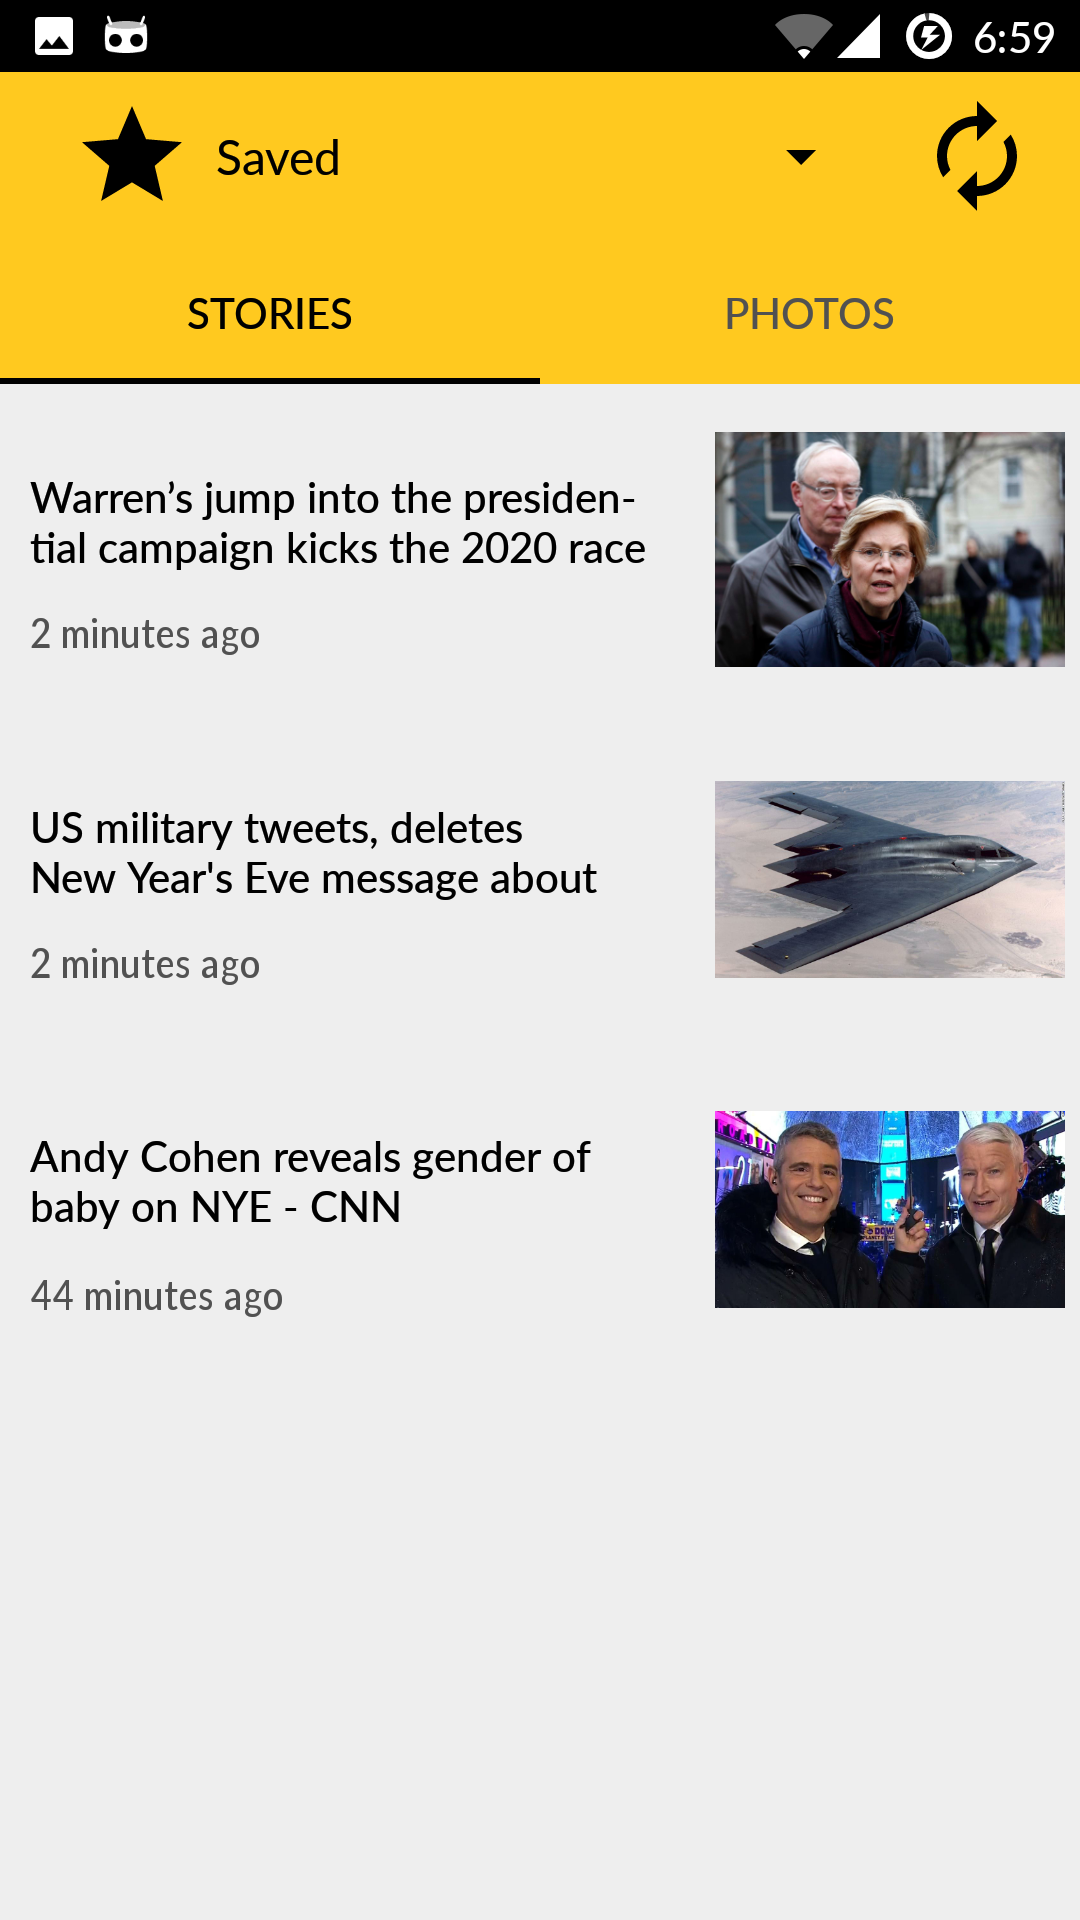 6:59
Saved
STORIES
PHOTOS
Warren’s jump into the presiden-
tial campaign kicks the 2020 race
2 minutes ago
US military tweets, deletes
New Year's Eve message about
2 minutes ago
Andy Cohen reveals gender of
baby on NYE - CNN
44 minutes ago